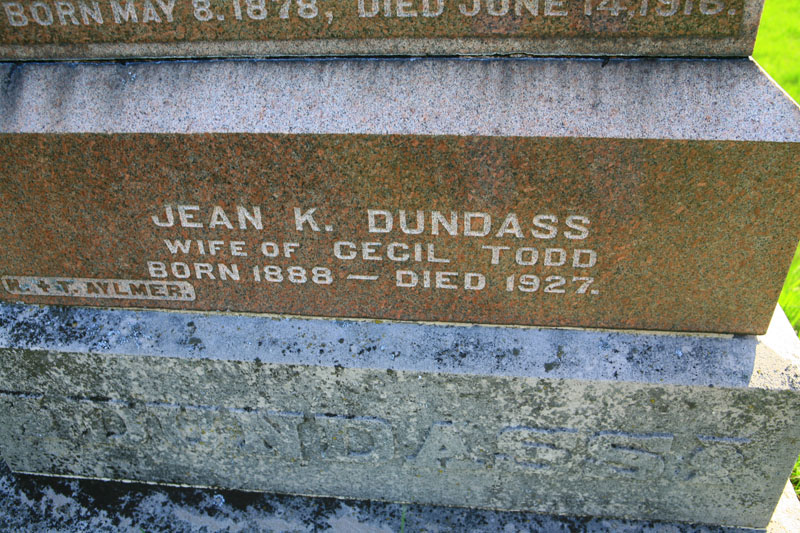 BORN MAY 8. 1878, DIED JUNE 14, 1916.
JEAN K. DUNDASS
WIFE OF CECIL TODD
BORN 1888 — DIED 1927.
H. & T. AYLMER.
DUNDASS